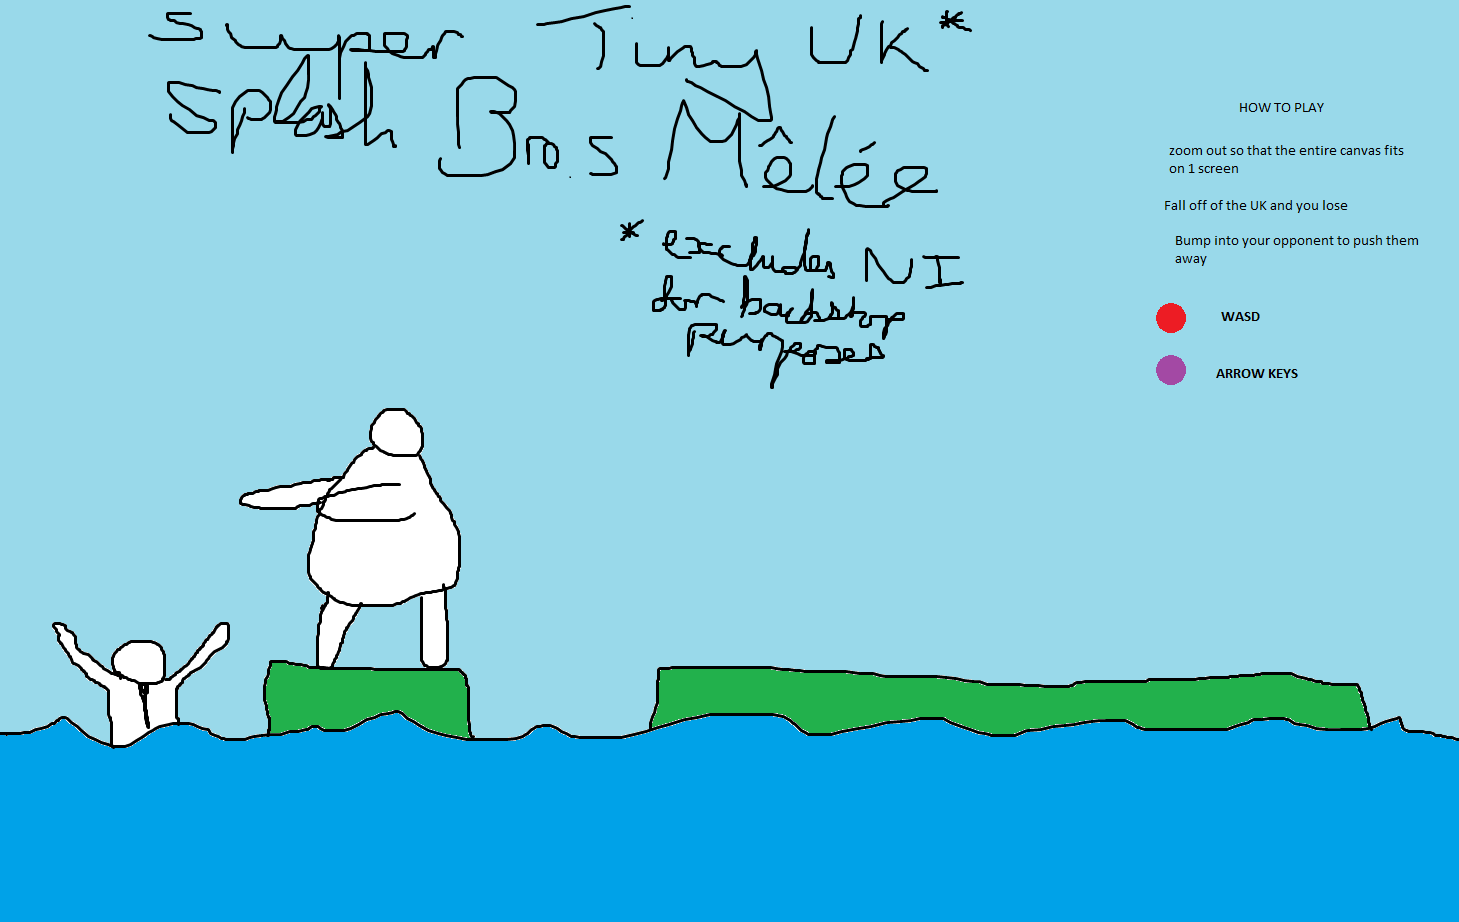 Super Tiny UK*
Splash Bros Mêlée
* excludes NI
for backstop
purposes
HOW TO PLAY
zoom out so that the entire canvas fits
on 1 screen
Fall off of the UK and you lose
Bump into your opponent to push them
away
WASD
ARROW KEYS